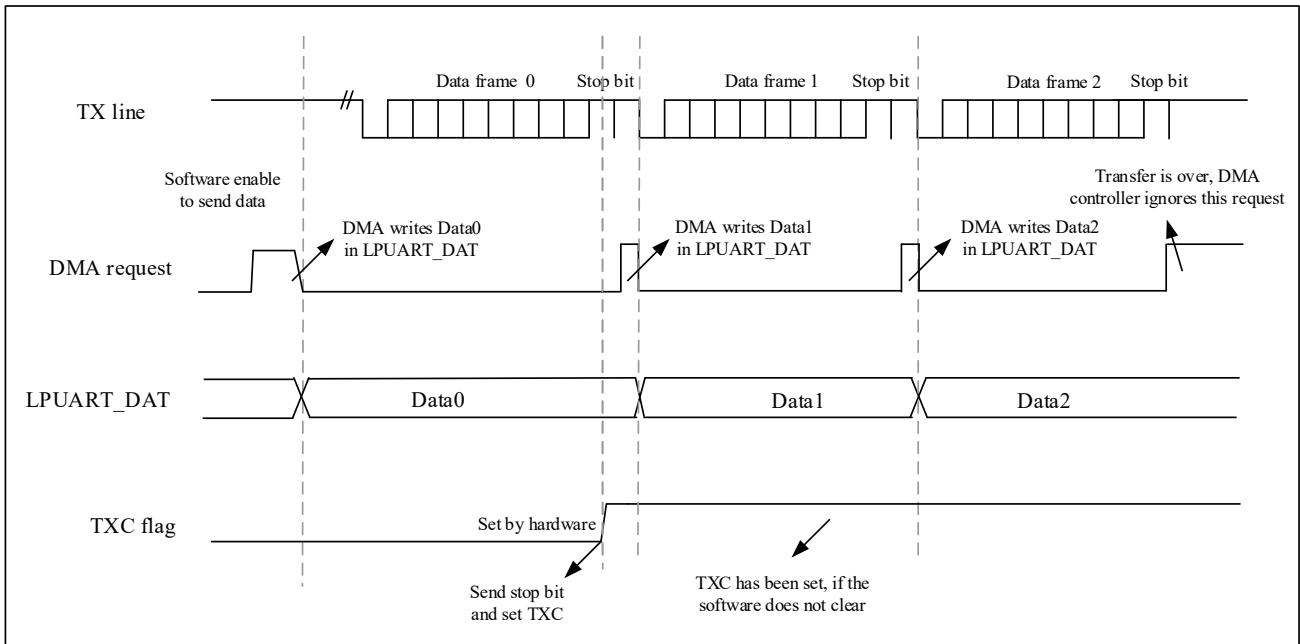 Data frame 0
Stop bit
Data frame 1
Stop bit
Data frame 2
Stop bit
TX line
//
Software enable
to send data
Transfer is over, DMA
controller ignores this request
DMA writes Data0
in LPUART_DAT
DMA writes Data1
in LPUART_DAT
DMA writes Data2
in LPUART_DAT
DMA request
LPUART_DAT
Data0
Data1
Data2
TXC flag
Set by hardware
Send stop bit
and set TXC
TXC has been set, if the
software does not clear